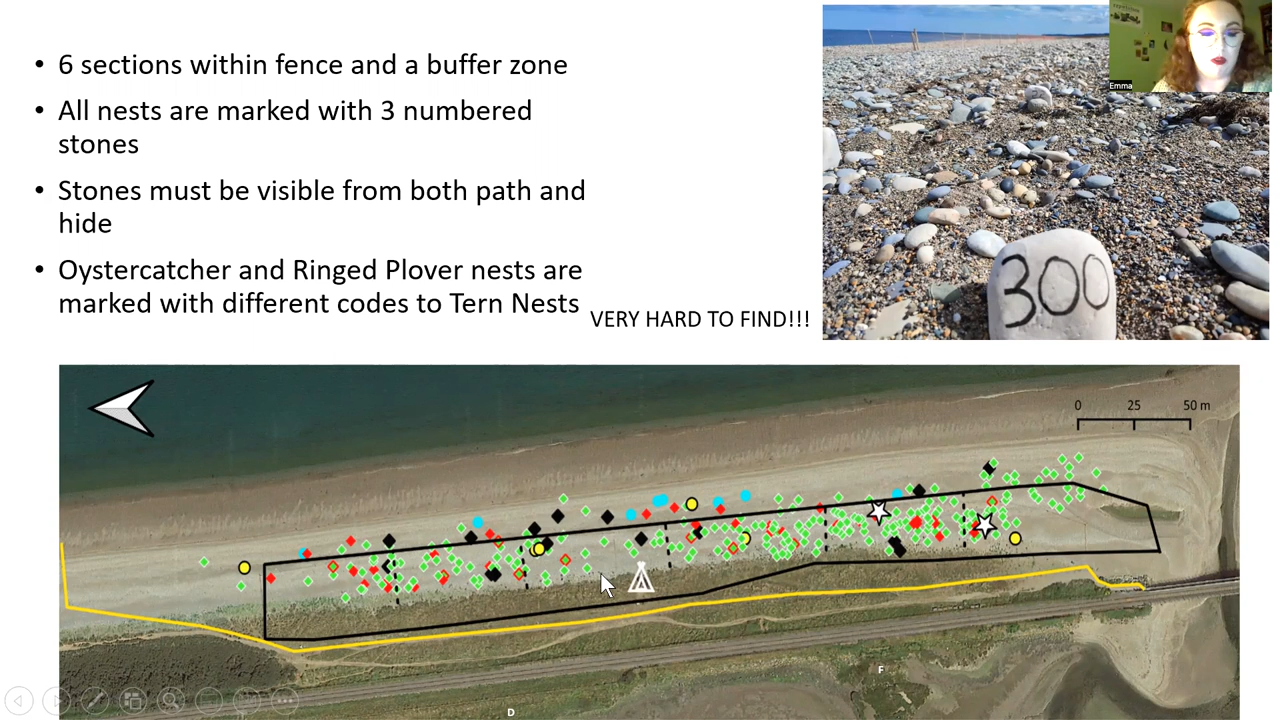 • 6 sections within fence and a buffer zone
• All nests are marked with 3 numbered
stones
• Stones must be visible from both path and
hide
• Oystercatcher and Ringed Plover nests are
marked with different codes to Tern Nests
VERY HARD TO FIND!!!
Emma
300
0 25 50 m
F
D